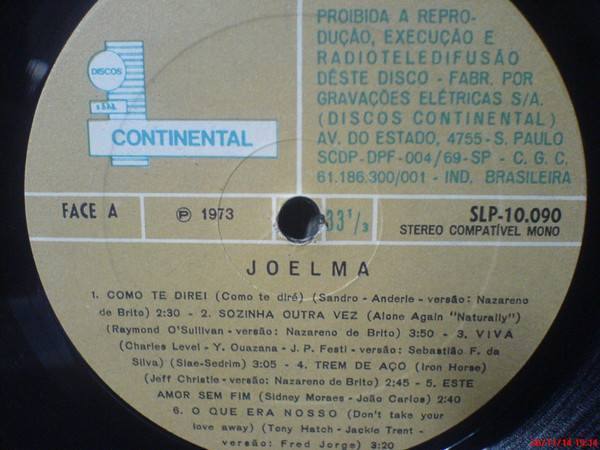 DISCOS
CONTINENTAL
PROIBIDA A REPRO-
DUÇÃO, EXECUÇÃO E
RADIOTELEDIFUSÃO
DÊSTE DISCO - FABR. POR
GRAVAÇÕES ELÉTRICAS S/A.
(DISCOS CONTINENTAL)
AV. DO ESTADO, 4755 - S. PAULO
SCDP-DPF-004/69-SP - C. G. C.
61.186.300/001 - IND. BRASILEIRA
FACE A
℗ 1973
33 1/3
SLP-10.090
STEREO COMPATÍVEL MONO
JOELMA
1. COMO TE DIREI (Como te diré) (Sandro - Anderle - versão: Nazareno
de Brito) 2:30 - 2. SOZINHA OUTRA VEZ (Alone Again "Naturally")
(Raymond O'Sullivan - versão: Nazareno de Brito) 3:50 - 3. VIVA
(Charles Level - Y. Ouazana - J. P. Festi - versão: Sebastião F. da
Silva) (Siae-Sedrim) 3:05 - 4. TREM DE AÇO (Iron Horse)
(Jeff Christie - versão: Nazareno de Brito) 2:45 - 5. ESTE
AMOR SEM FIM (Sidney Moraes - João Carlos) 2:40
6. O QUE ERA NOSSO (Don't take your
love away) (Tony Hatch - Jackie Trent -
versão: Fred Jorge) 3:20